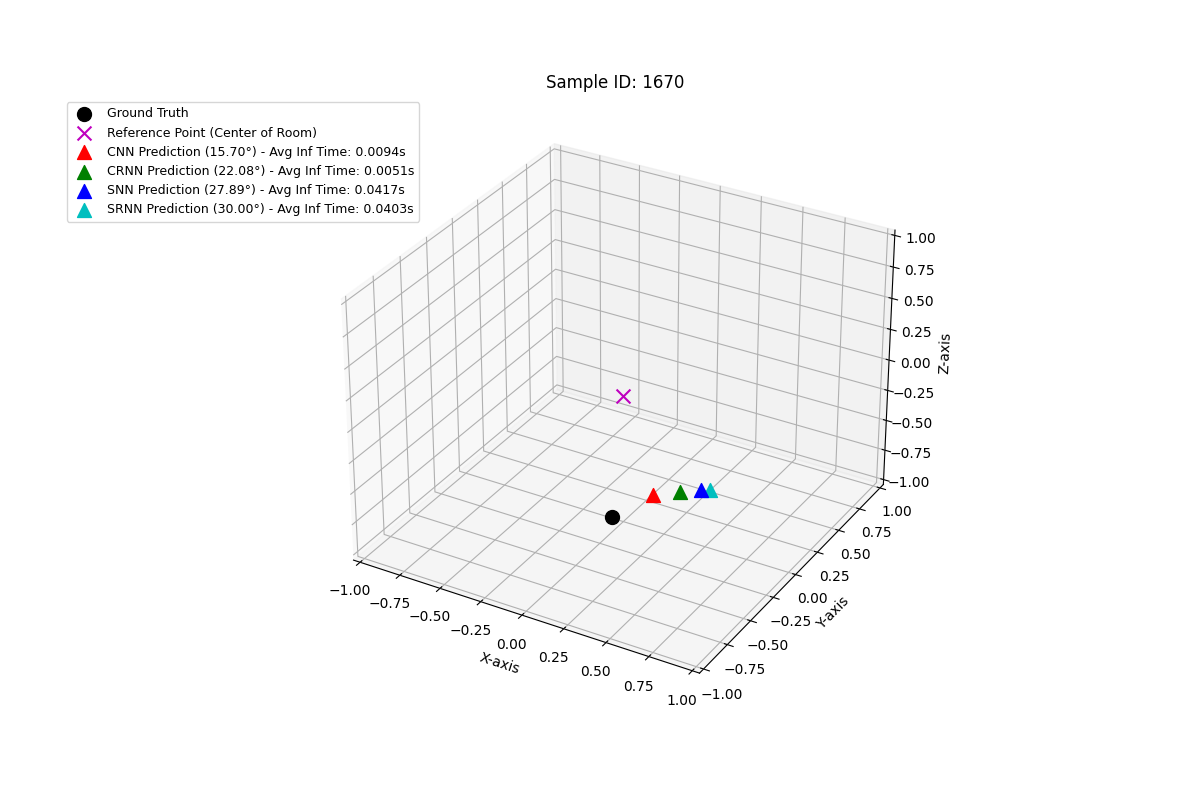 Sample ID: 1670
Ground Truth
Reference Point (Center of Room)
CNN Prediction (15.70°) - Avg Inf Time: 0.0094s
CRNN Prediction (22.08°) - Avg Inf Time: 0.0051s
SNN Prediction (27.89°) - Avg Inf Time: 0.0417s
SRNN Prediction (30.00°) - Avg Inf Time: 0.0403s
1.00
0.75
0.50
0.25
0.00
−0.25
−0.50
−0.75
−1.00
Z-axis
1.00
0.75
0.50
0.25
0.00
−0.25
−0.50
−0.75
−1.00
Y-axis
−1.00
−0.75
−0.50
−0.25
0.00
0.25
0.50
0.75
1.00
X-axis